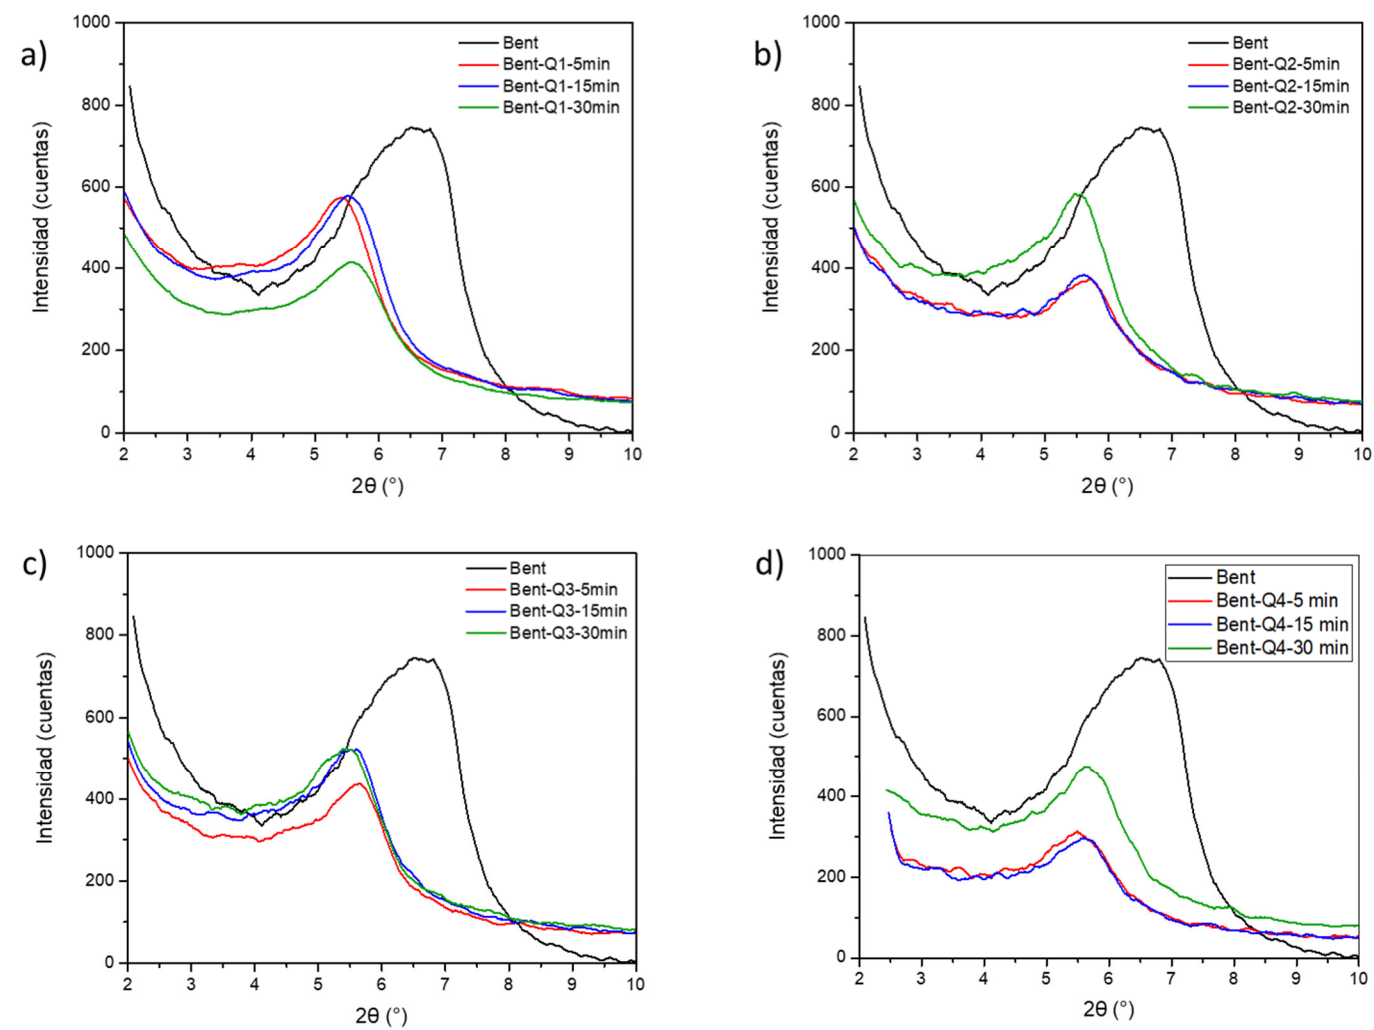 a)
Intensidad (cuentas)
1000
800
600
400
200
0
Bent
Bent-Q1-5min
Bent-Q1-15min
Bent-Q1-30min
2 3 4 5 6 7 8 9 10
2θ (°)
b)
Intensidad (cuentas)
1000
800
600
400
200
0
Bent
Bent-Q2-5min
Bent-Q2-15min
Bent-Q2-30min
2 3 4 5 6 7 8 9 10
2θ (°)
c)
Intensidad (cuentas)
1000
800
600
400
200
0
Bent
Bent-Q3-5min
Bent-Q3-15min
Bent-Q3-30min
2 3 4 5 6 7 8 9 10
2θ (°)
d)
Intensidad (cuentas)
1000
800
600
400
200
0
Bent
Bent-Q4-5 min
Bent-Q4-15 min
Bent-Q4-30 min
2 3 4 5 6 7 8 9 10
2θ (°)